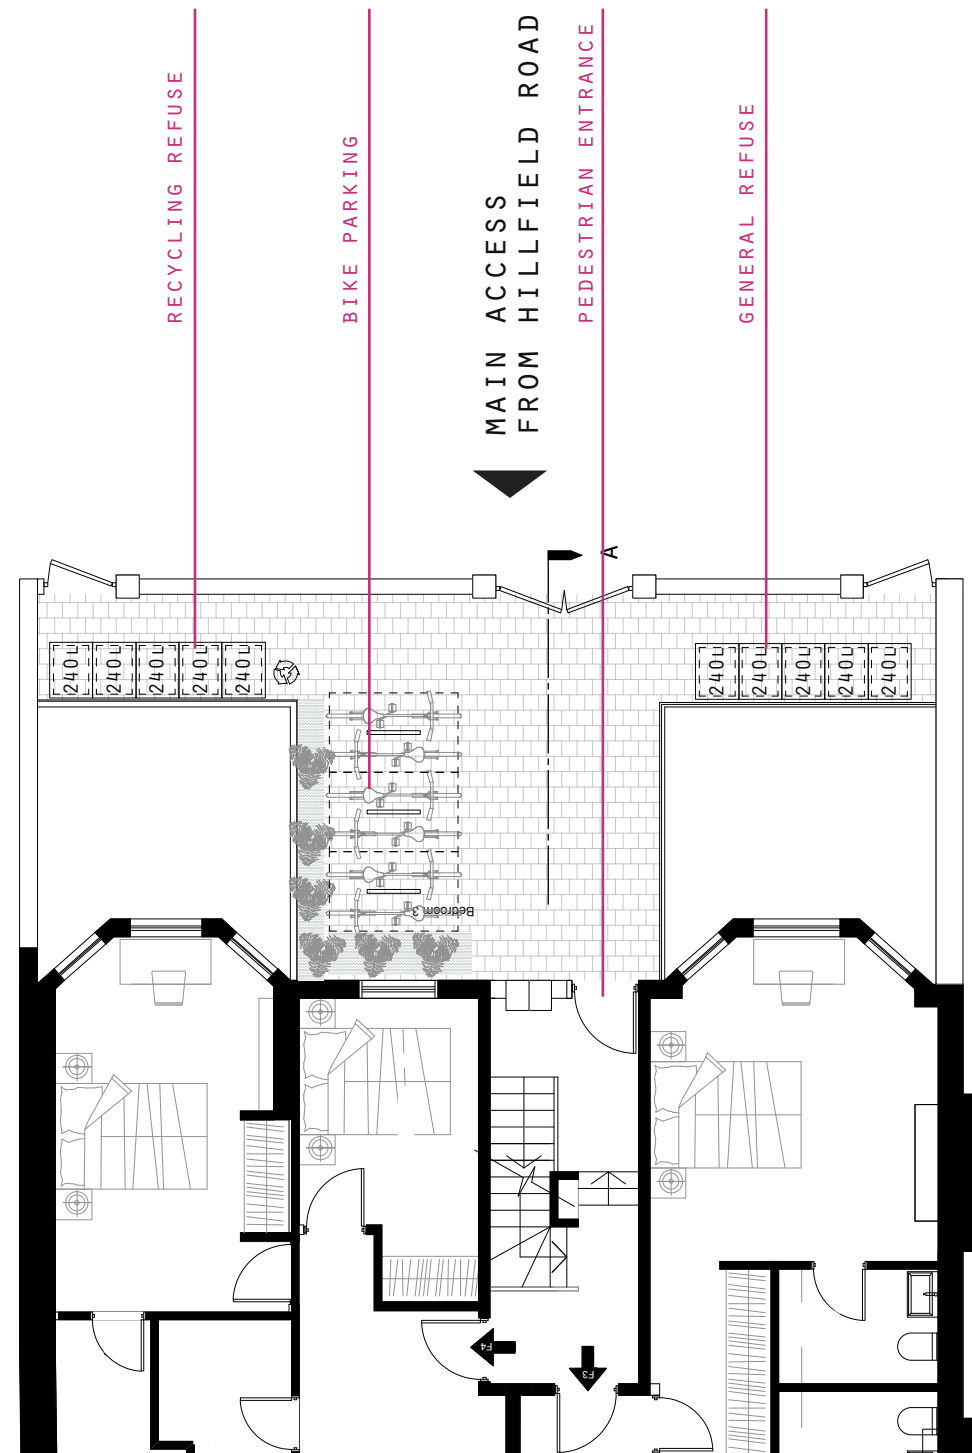 RECYCLING REFUSE
BIKE PARKING
MAIN ACCESS
FROM HILLFIELD ROAD
PEDESTRIAN ENTRANCE
GENERAL REFUSE
A
240L
240L
240L
240L
240L
240L
240L
240L
240L
240L
Bedroom 3
F4
F3